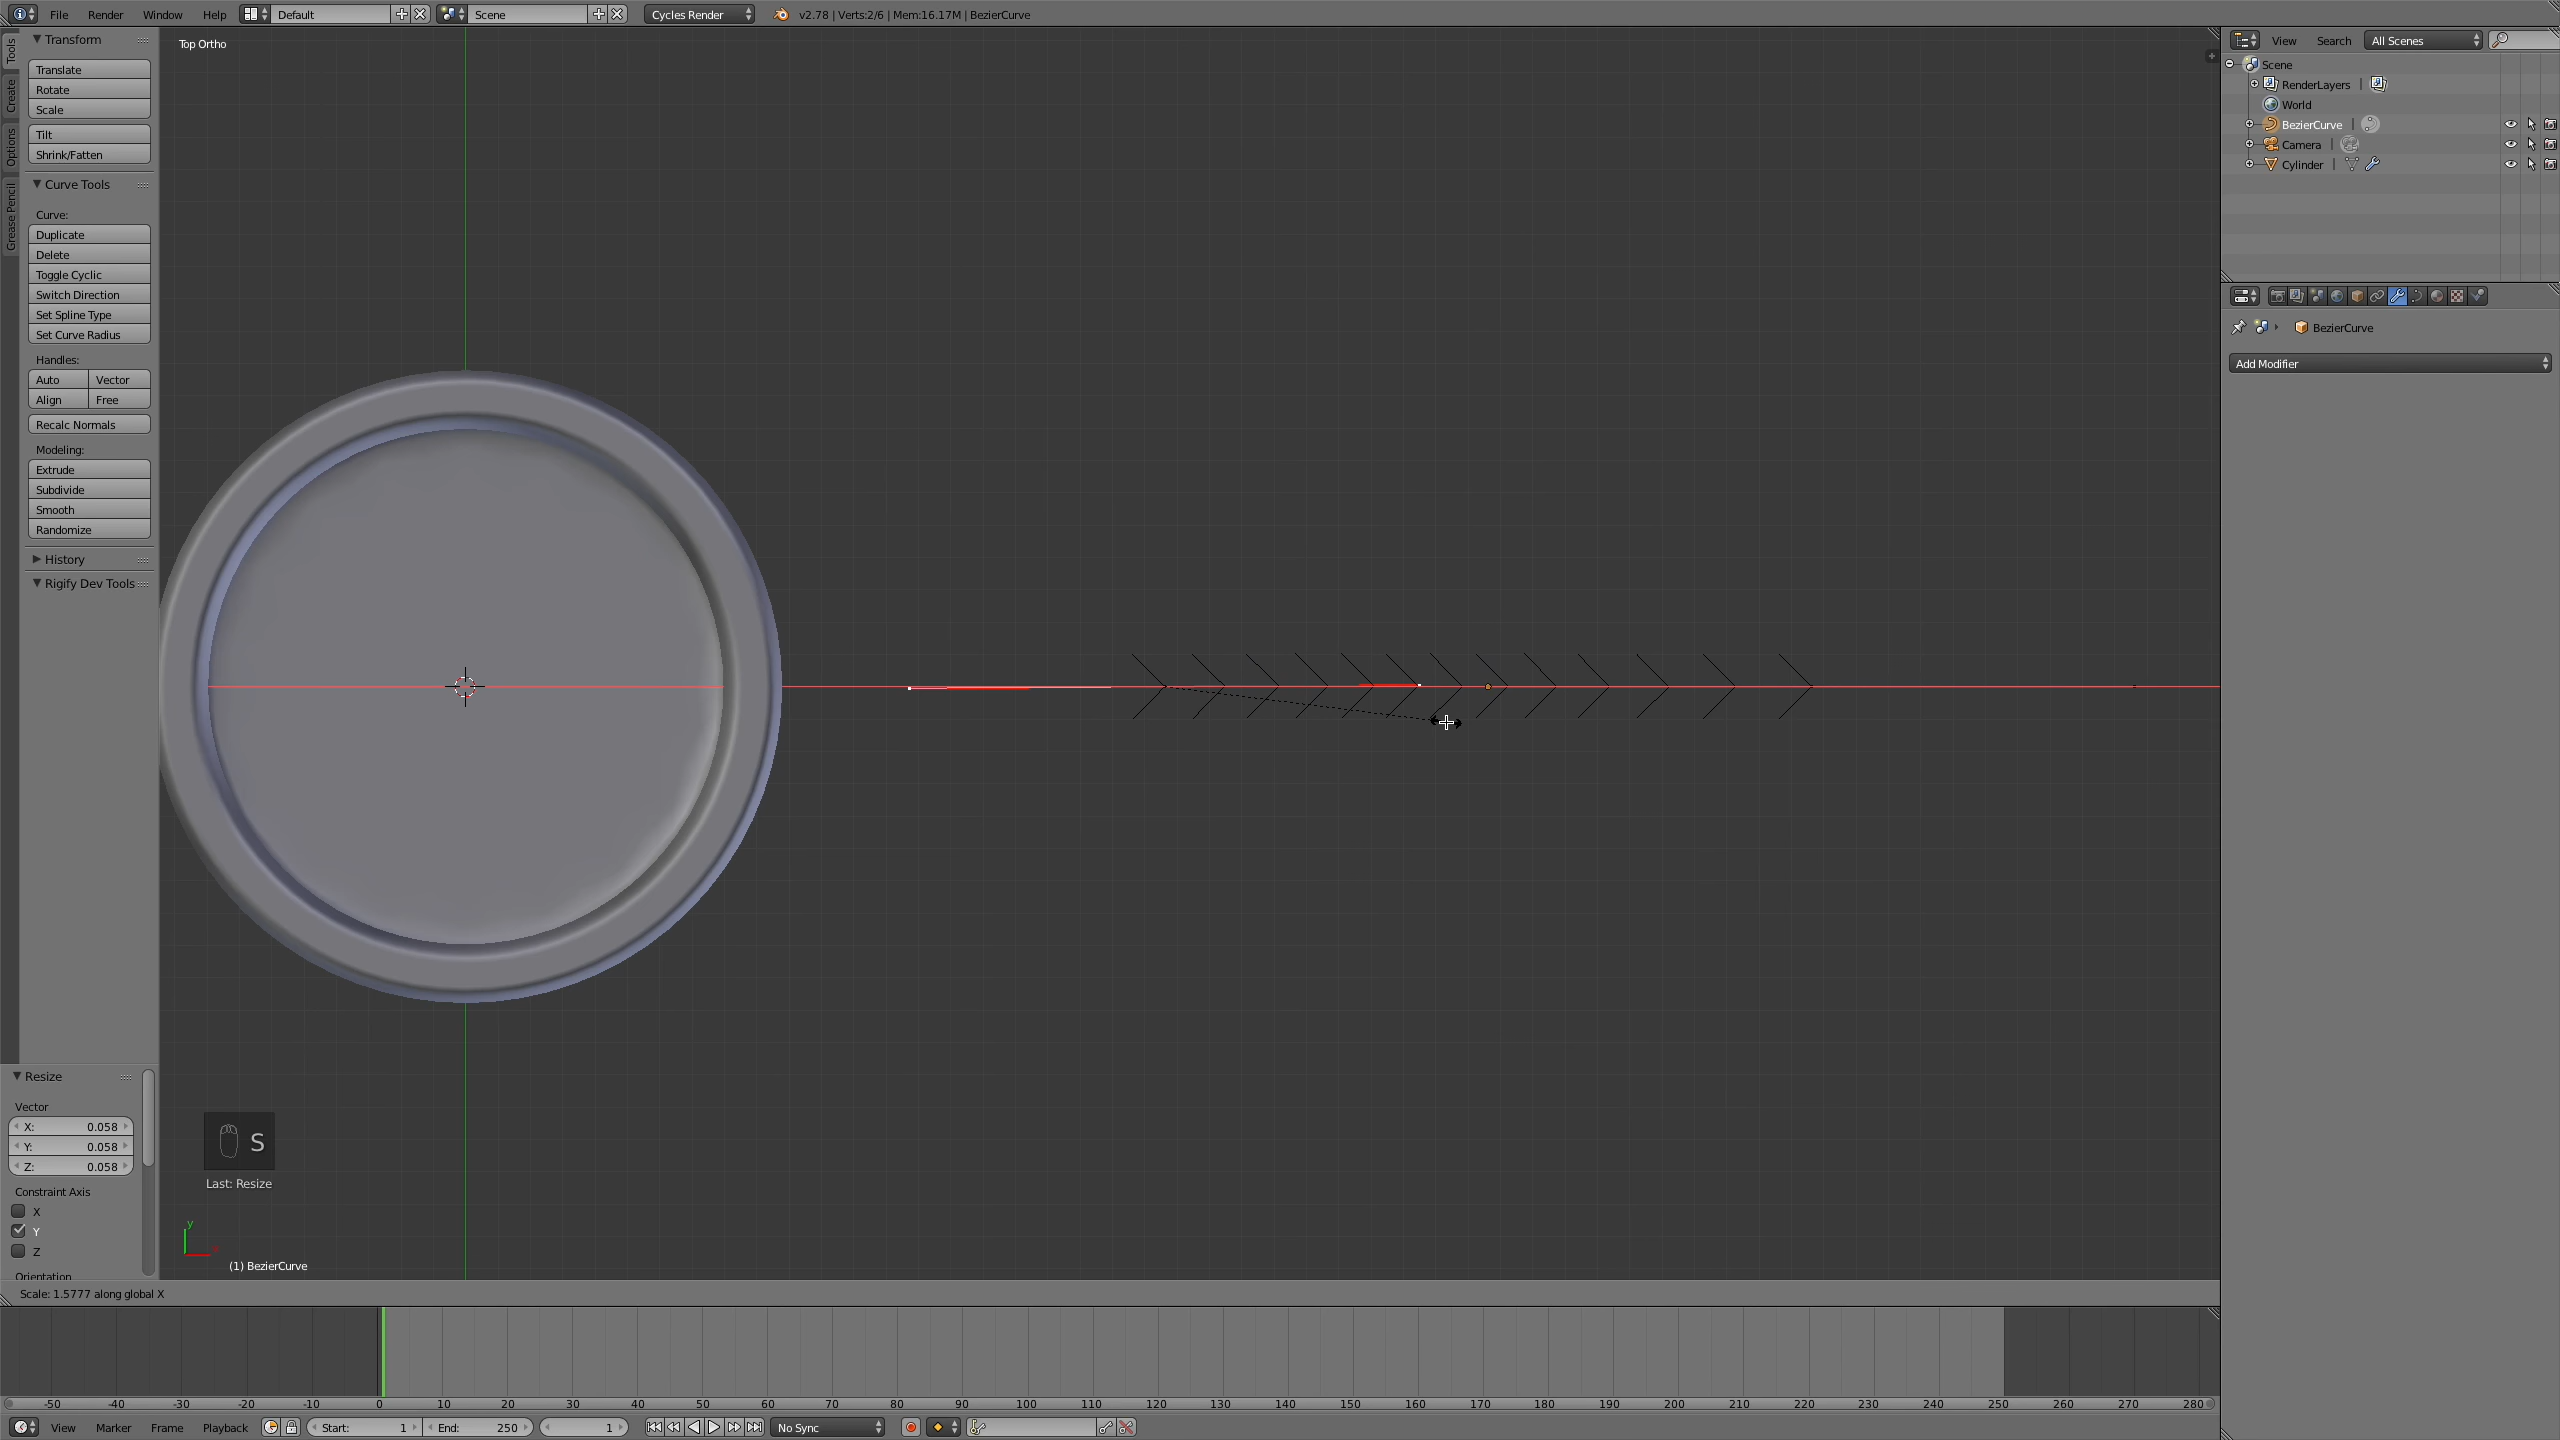 File Render Window Help Default Scene Cycles Render v2.78 | Verts:2/6 | Mem:16.17M | BezierCurve
Tools
Create
Options
Grease Pencil
Transform
Translate
Rotate
Scale
Tilt
Shrink/Fatten
Curve Tools
Curve:
Duplicate
Delete
Toggle Cyclic
Switch Direction
Set Spline Type
Set Curve Radius
Handles:
Auto Vector
Align Free
Recalc Normals
Modeling:
Extrude
Subdivide
Smooth
Randomize
History
Rigify Dev Tools
Resize
Vector
X: 0.058
Y: 0.058
Z: 0.058
Constraint Axis
X
Y
Z
Orientation
Top Ortho
S
Last: Resize
y
(1) BezierCurve
Scale: 1.5777 along global X
View Search All Scenes
Scene
RenderLayers |
World
BezierCurve |
Camera |
Cylinder |
BezierCurve
Add Modifier
-50 -40 -30 -20 -10 0 10 20 30 40 50 60 70 80 90 100 110 120 130 140 150 160 170 180 190 200 210 220 230 240 250 260 270 280
View Marker Frame Playback Start: 1 End: 250 1 No Sync